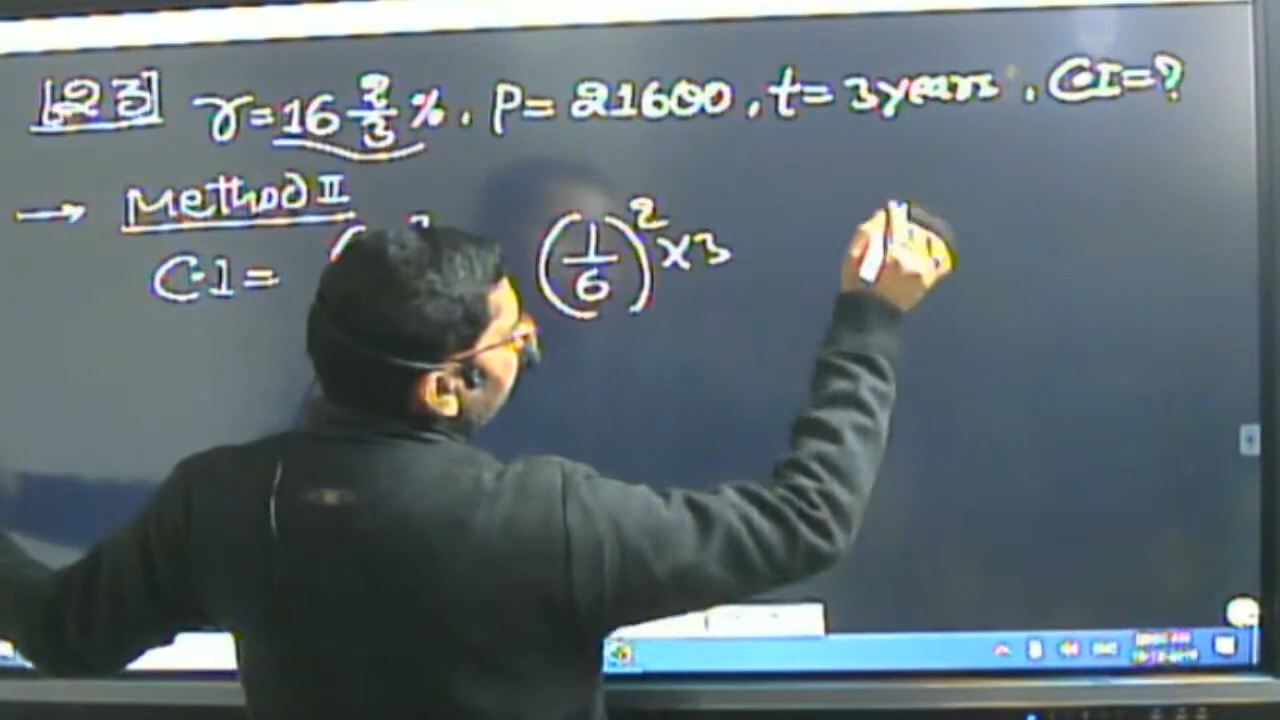 [23] r = 16 2/3 %, P = 21600, t = 3 years, CI = ?
→ Method II
C.I = ( (1/6)² × 3